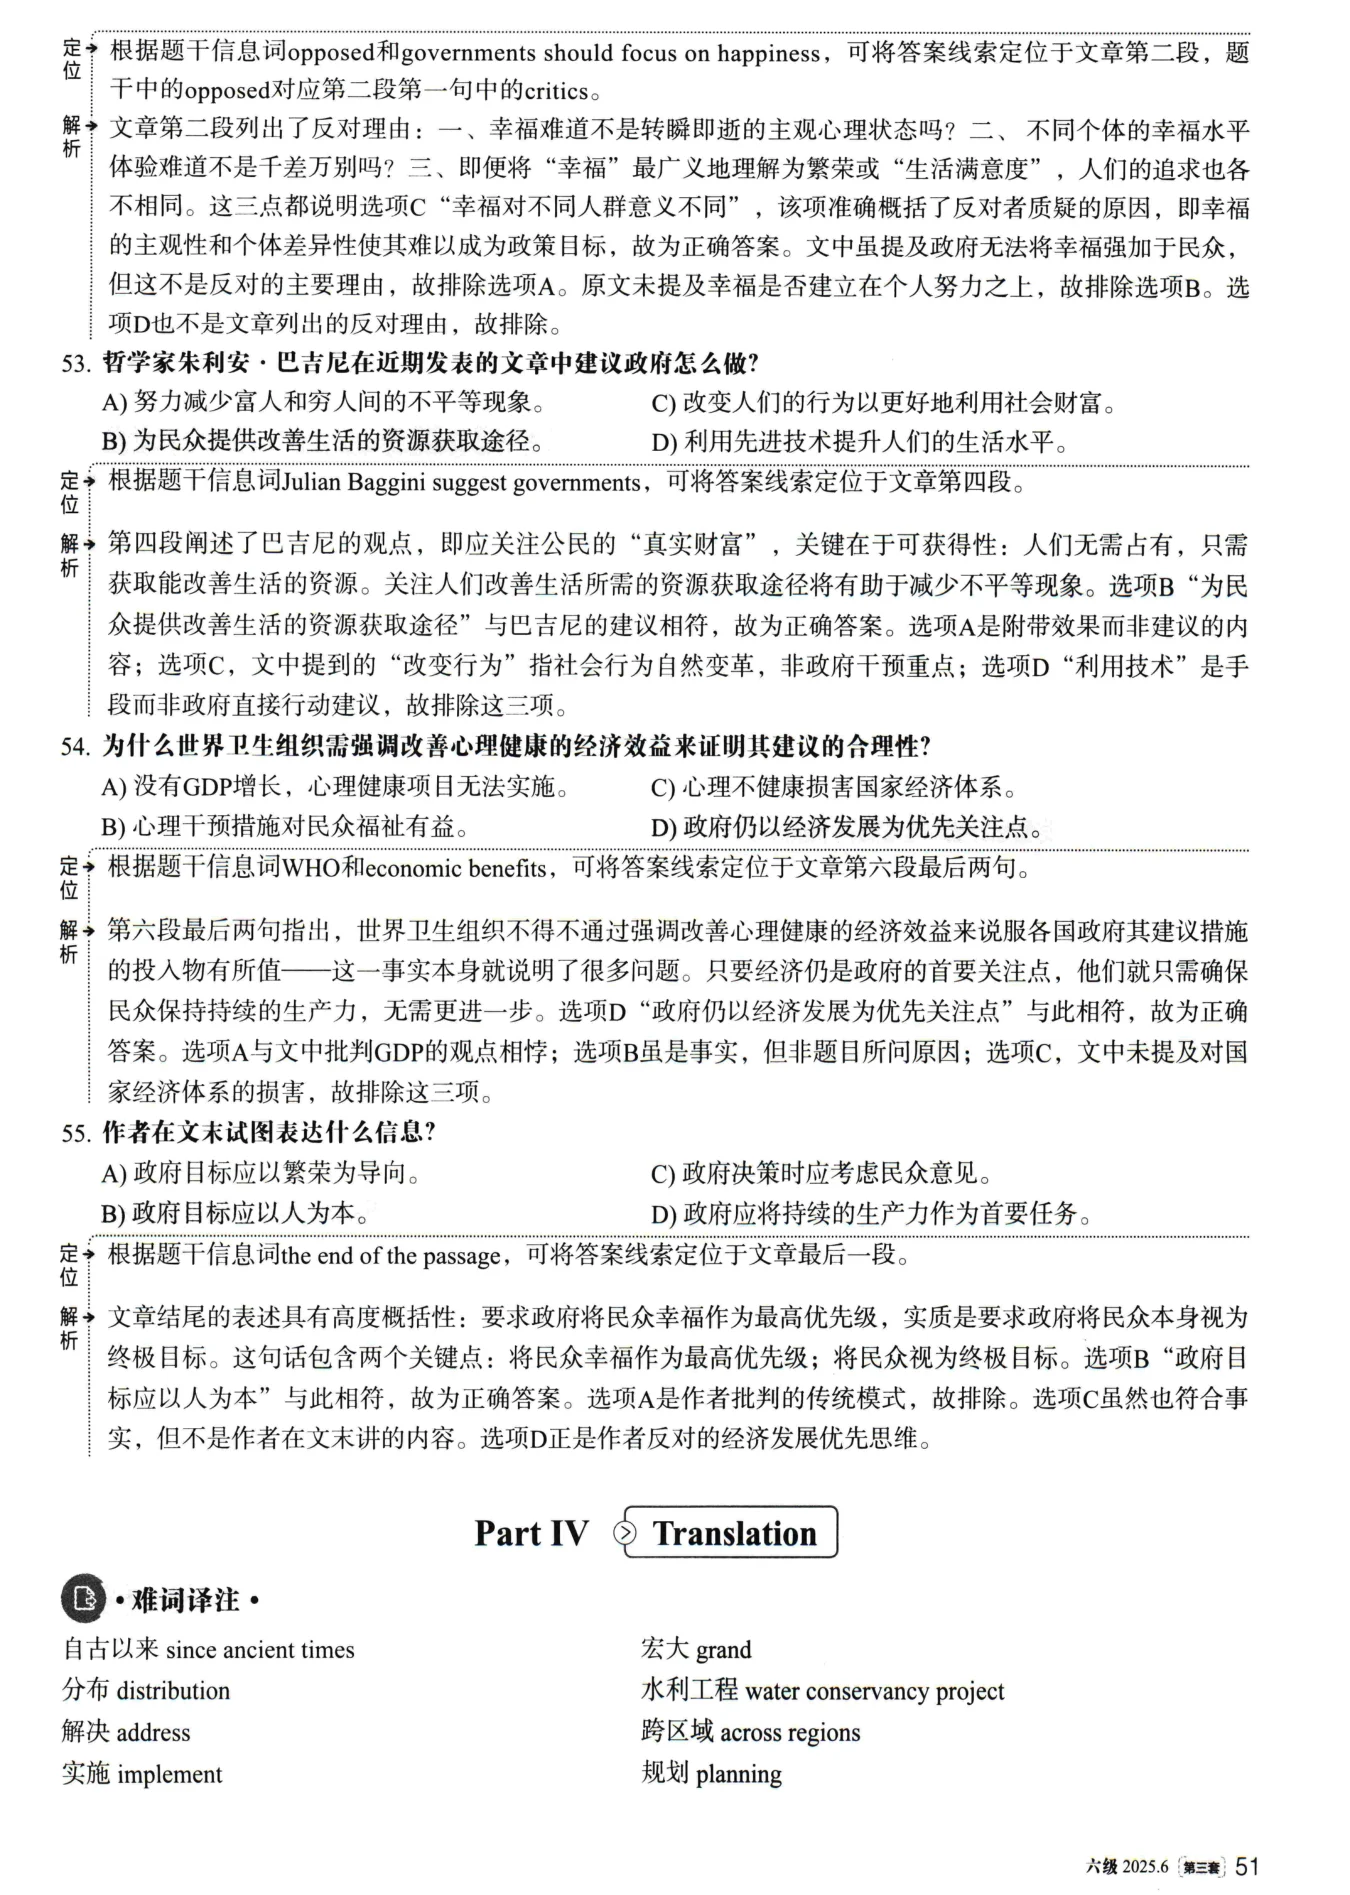 定位 根据题干信息词opposed和governments should focus on happiness，可将答案线索定位于文章第二段，题
干中的opposed对应第二段第一句中的critics。
解析 文章第二段列出了反对理由：一、幸福难道不是转瞬即逝的主观心理状态吗？二、 不同个体的幸福水平
体验难道不是千差万别吗？三、即便将“幸福”最广义地理解为繁荣或“生活满意度”，人们的追求也各
不相同。这三点都说明选项C“幸福对不同人群意义不同”，该项准确概括了反对者质疑的原因，即幸福
的主观性和个体差异性使其难以成为政策目标，故为正确答案。文中虽提及政府无法将幸福强加于民众，
但这不是反对的主要理由，故排除选项A。原文未提及幸福是否建立在个人努力之上，故排除选项B。选
项D也不是文章列出的反对理由，故排除。
53. 哲学家朱利安·巴吉尼在近期发表的文章中建议政府怎么做？
A) 努力减少富人和穷人间的不平等现象。 C) 改变人们的行为以更好地利用社会财富。
B) 为民众提供改善生活的资源获取途径。 D) 利用先进技术提升人们的生活水平。
定位 根据题干信息词Julian Baggini suggest governments，可将答案线索定位于文章第四段。
解析 第四段阐述了巴吉尼的观点，即应关注公民的“真实财富”，关键在于可获得性：人们无需占有，只需
获取能改善生活的资源。关注人们改善生活所需的资源获取途径将有助于减少不平等现象。选项B“为民
众提供改善生活的资源获取途径”与巴吉尼的建议相符，故为正确答案。选项A是附带效果而非建议的内
容；选项C，文中提到的“改变行为”指社会行为自然变革，非政府干预重点；选项D“利用技术”是手
段而非政府直接行动建议，故排除这三项。
54. 为什么世界卫生组织需强调改善心理健康的经济效益来证明其建议的合理性？
A) 没有GDP增长，心理健康项目无法实施。 C) 心理不健康损害国家经济体系。
B) 心理干预措施对民众福祉有益。 D) 政府仍以经济发展为优先关注点。
定位 根据题干信息词WHO和economic benefits，可将答案线索定位于文章第六段最后两句。
解析 第六段最后两句指出，世界卫生组织不得不通过强调改善心理健康的经济效益来说服各国政府其建议措施
的投入物有所值——这一事实本身就说明了很多问题。只要经济仍是政府的首要关注点，他们就只需确保
民众保持持续的生产力，无需更进一步。选项D“政府仍以经济发展为优先关注点”与此相符，故为正确
答案。选项A与文中批判GDP的观点相悖；选项B虽是事实，但非题目所问原因；选项C，文中未提及对国
家经济体系的损害，故排除这三项。
55. 作者在文末试图表达什么信息？
A) 政府目标应以繁荣为导向。 C) 政府决策时应考虑民众意见。
B) 政府目标应以人为本。 D) 政府应将持续的生产力作为首要任务。
定位 根据题干信息词the end of the passage，可将答案线索定位于文章最后一段。
解析 文章结尾的表述具有高度概括性：要求政府将民众幸福作为最高优先级，实质是要求政府将民众本身视为
终极目标。这句话包含两个关键点：将民众幸福作为最高优先级；将民众视为终极目标。选项B“政府目
标应以人为本”与此相符，故为正确答案。选项A是作者批判的传统模式，故排除。选项C虽然也符合事
实，但不是作者在文末讲的内容。选项D正是作者反对的经济发展优先思维。
Part IV Translation
·难词译注·
自古以来 since ancient times 宏大 grand
分布 distribution 水利工程 water conservancy project
解决 address 跨区域 across regions
实施 implement 规划 planning
六级 2025.6 第三套 51